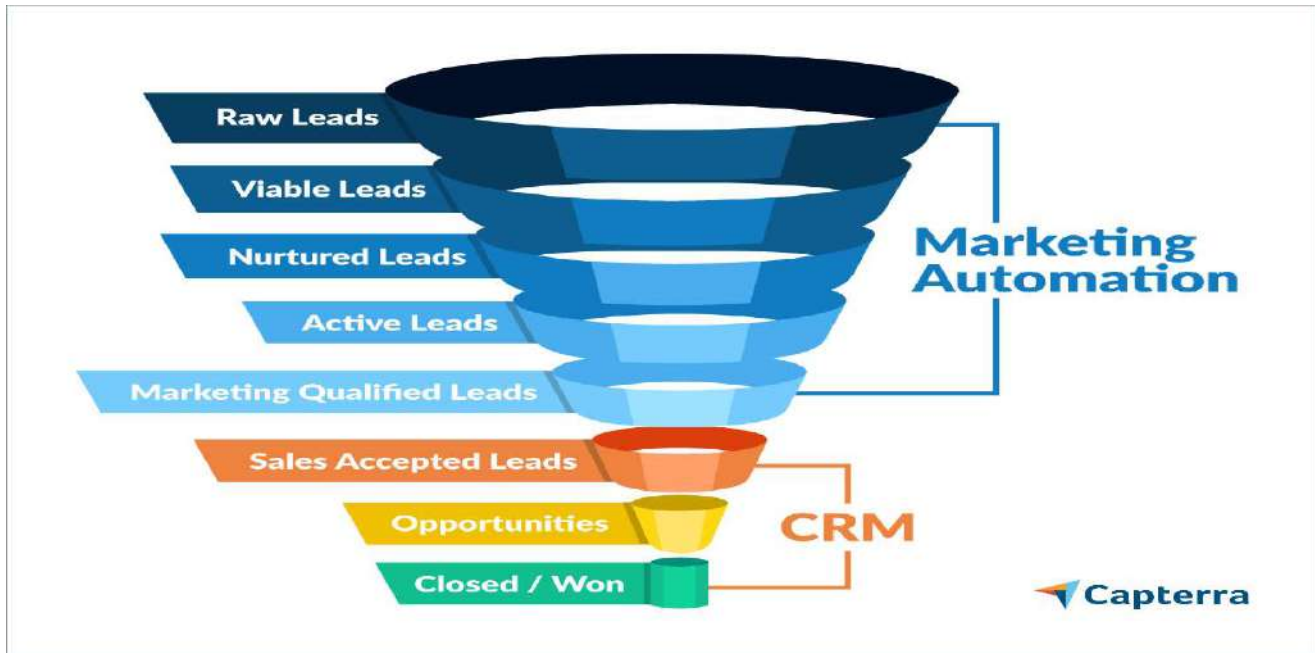 Raw Leads
Viable Leads
Nurtured Leads
Active Leads
Marketing Qualified Leads
Marketing
Automation
Sales Accepted Leads
Opportunities
Closed / Won
CRM
Capterra